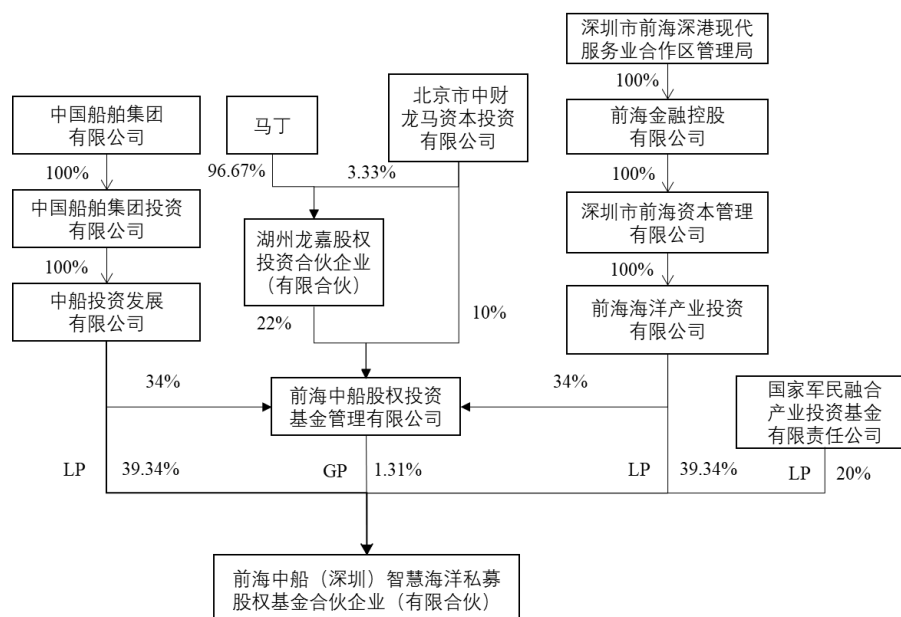 深圳市前海深港现代
服务业合作区管理局
100%
中国船舶集团
有限公司
马丁
北京市中财
龙马资本投资
有限公司
前海金融控股
有限公司
100%
96.67%
3.33%
100%
中国船舶集团投资
有限公司
湖州龙嘉股权
投资合伙企业
（有限合伙）
深圳市前海资本管理
有限公司
100%
100%
中船投资发展
有限公司
22%
10%
前海海洋产业投资
有限公司
34%
前海中船股权投资
基金管理有限公司
34%
国家军民融合
产业投资基金
有限责任公司
LP
39.34%
GP
1.31%
LP
39.34%
LP
20%
前海中船（深圳）智慧海洋私募
股权基金合伙企业（有限合伙）